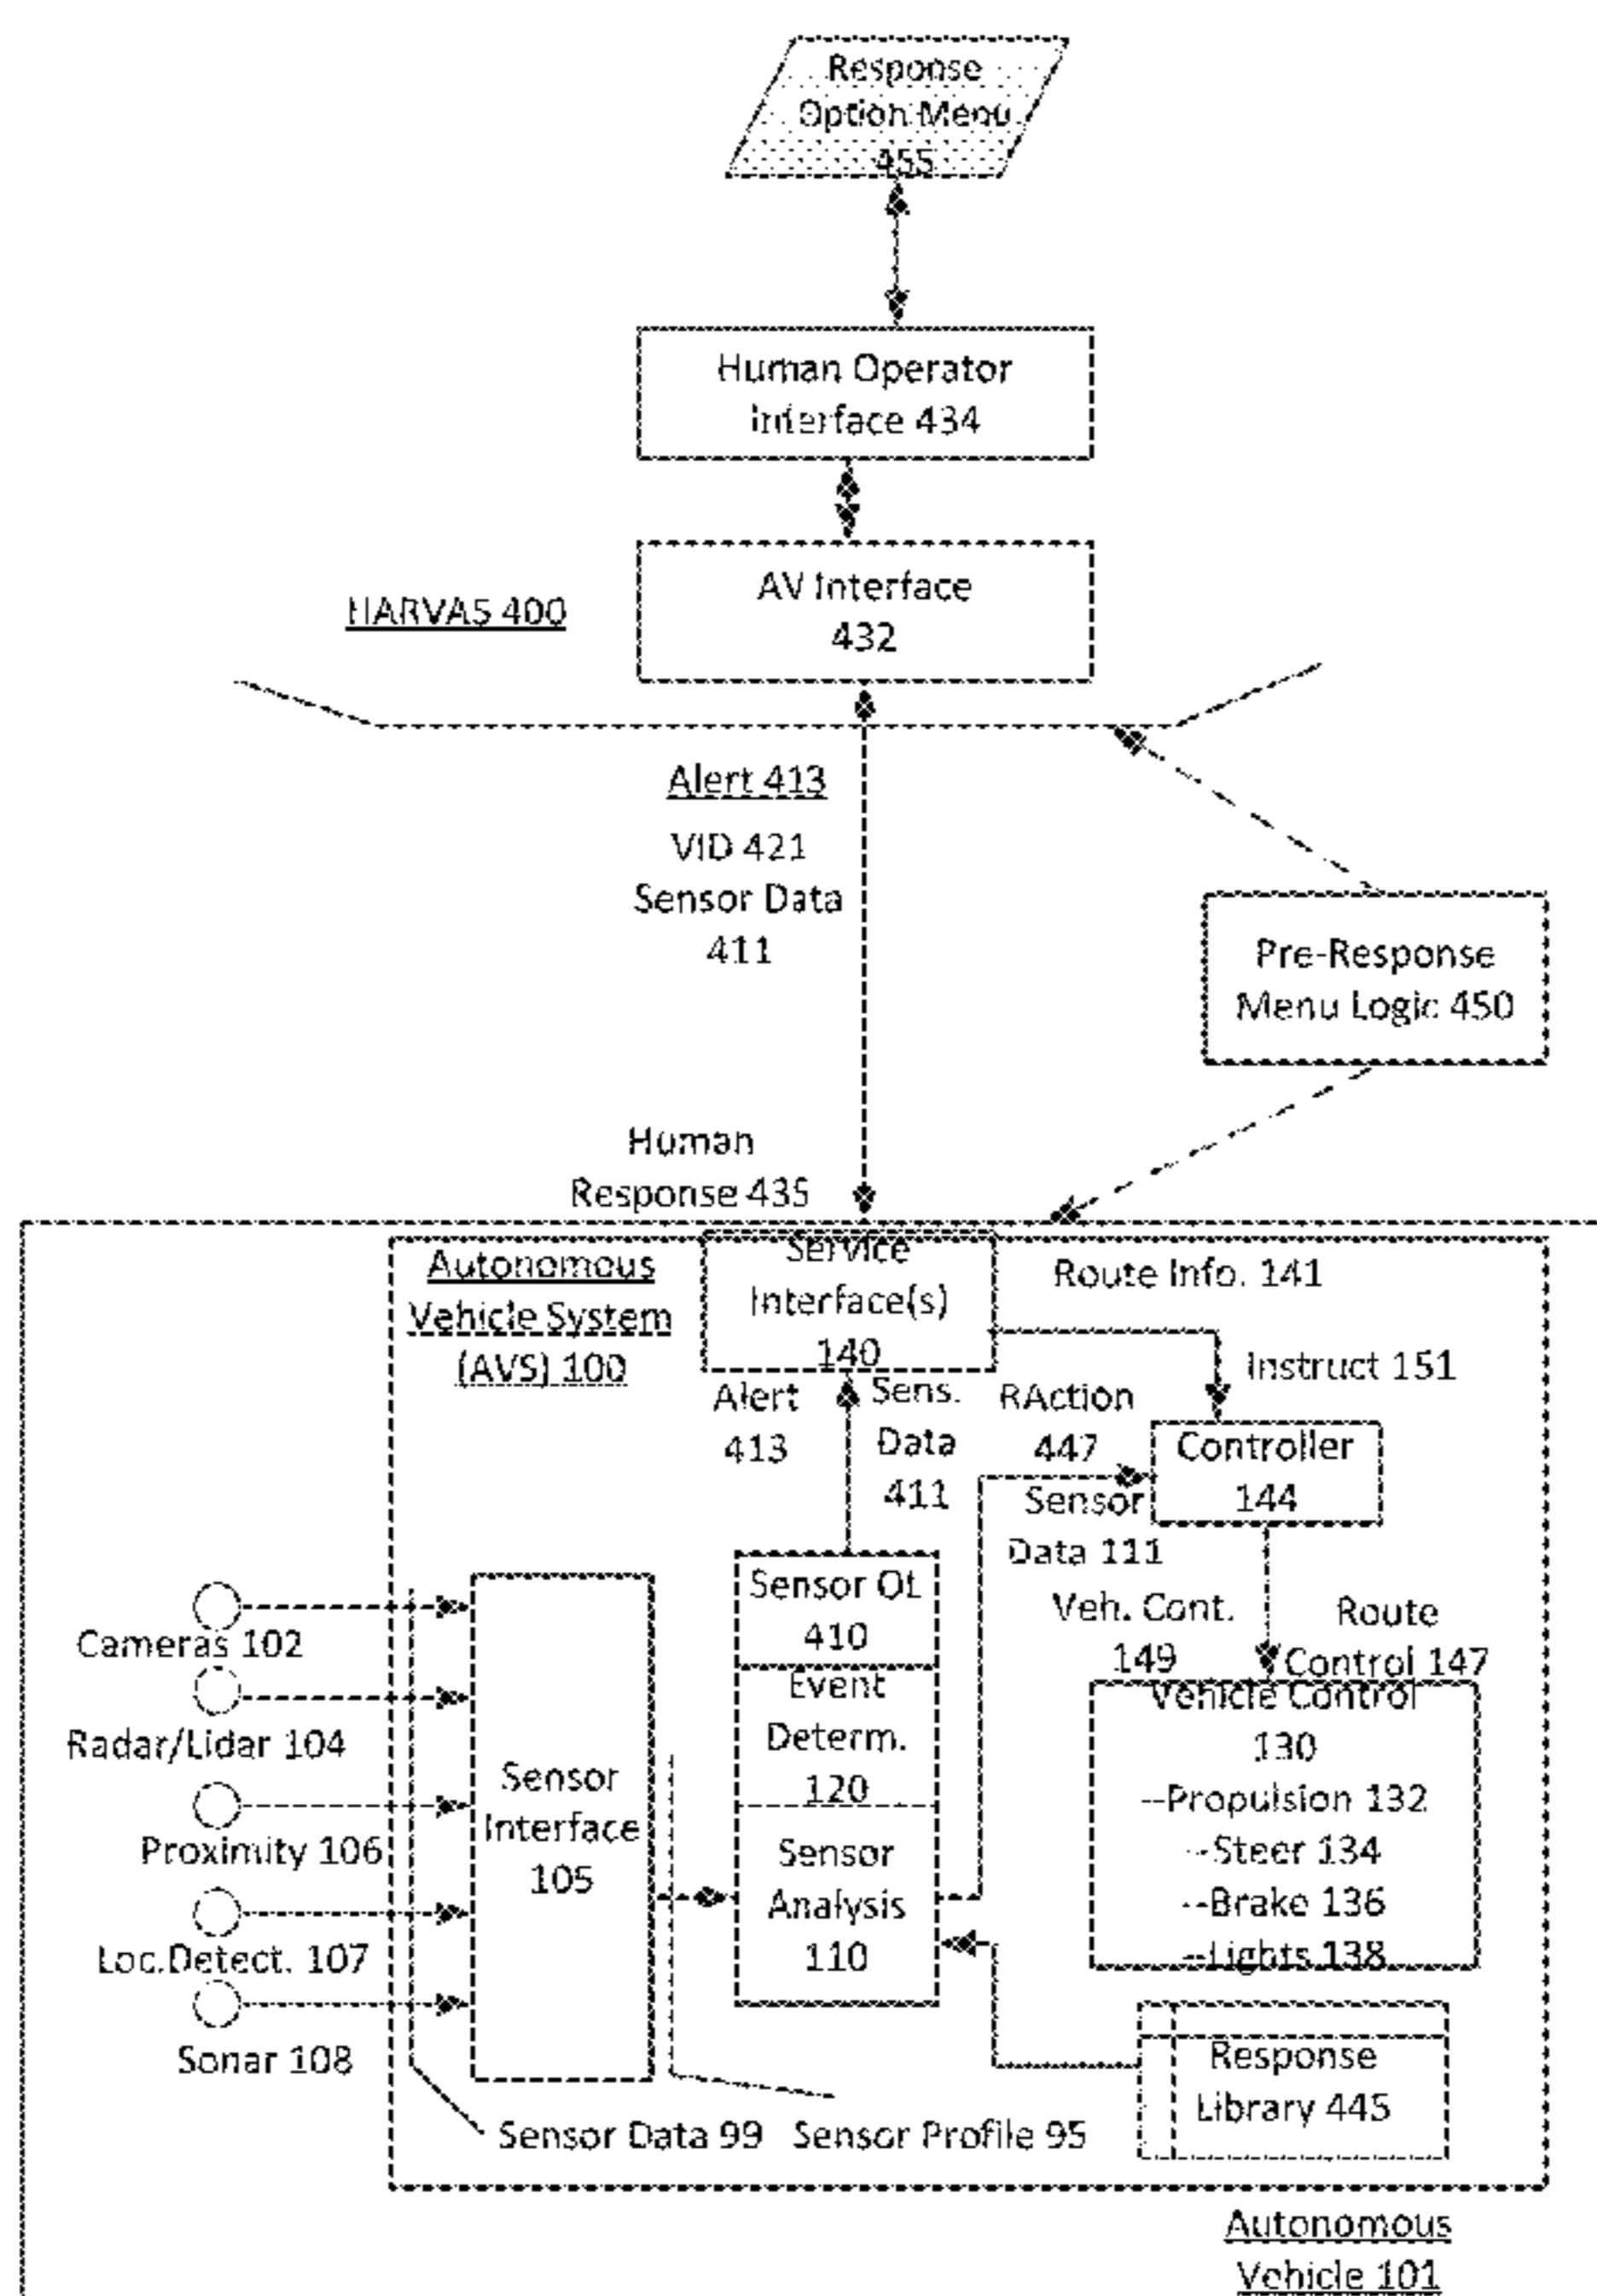 Response
Option Menu
455
Human Operator
Interface 434
AV Interface
432
HARVAS 400
Alert 413
VID 421
Sensor Data
411
Pre-Response
Menu Logic 450
Human
Response 435
Autonomous
Vehicle System
(AVS) 100
Service
Interface(s)
140
Route Info. 141
Instruct 151
Alert
413
Sens.
Data
411
RAction
447
Sensor
Data 111
Controller
144
Veh. Cont.
149
Route
Control 147
Cameras 102
Radar/Lidar 104
Proximity 106
Loc.Detect. 107
Sonar 108
Sensor
Interface
105
Sensor OL
410
Event
Determ.
120
Sensor
Analysis
110
Vehicle Control
130
--Propulsion 132
--Steer 134
--Brake 136
--Lights 138
Response
Library 445
Sensor Data 99
Sensor Profile 95
Autonomous
Vehicle 101